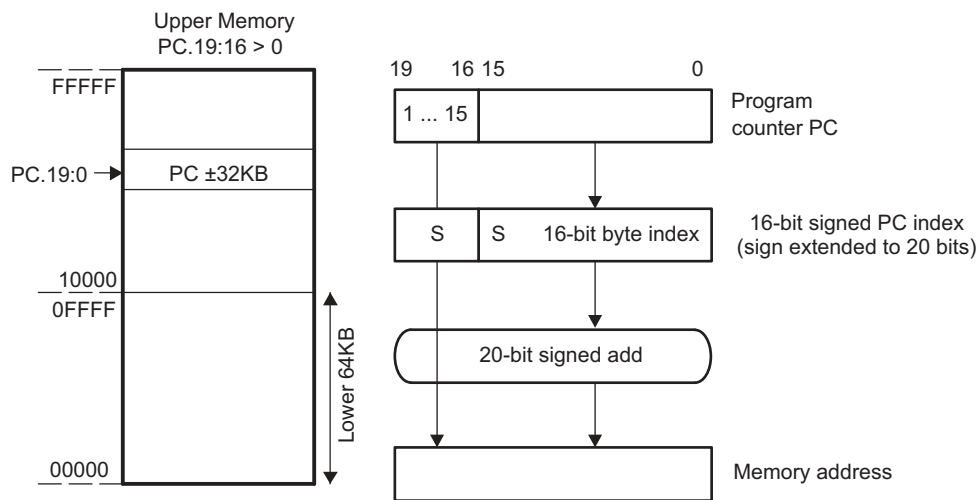 Upper Memory
PC.19:16 > 0
FFFFF
PC.19:0
PC ±32KB
10000
0FFFF
Lower 64KB
00000
19 16 15 0
1 ... 15
Program
counter PC
S S 16-bit byte index
16-bit signed PC index
(sign extended to 20 bits)
20-bit signed add
Memory address